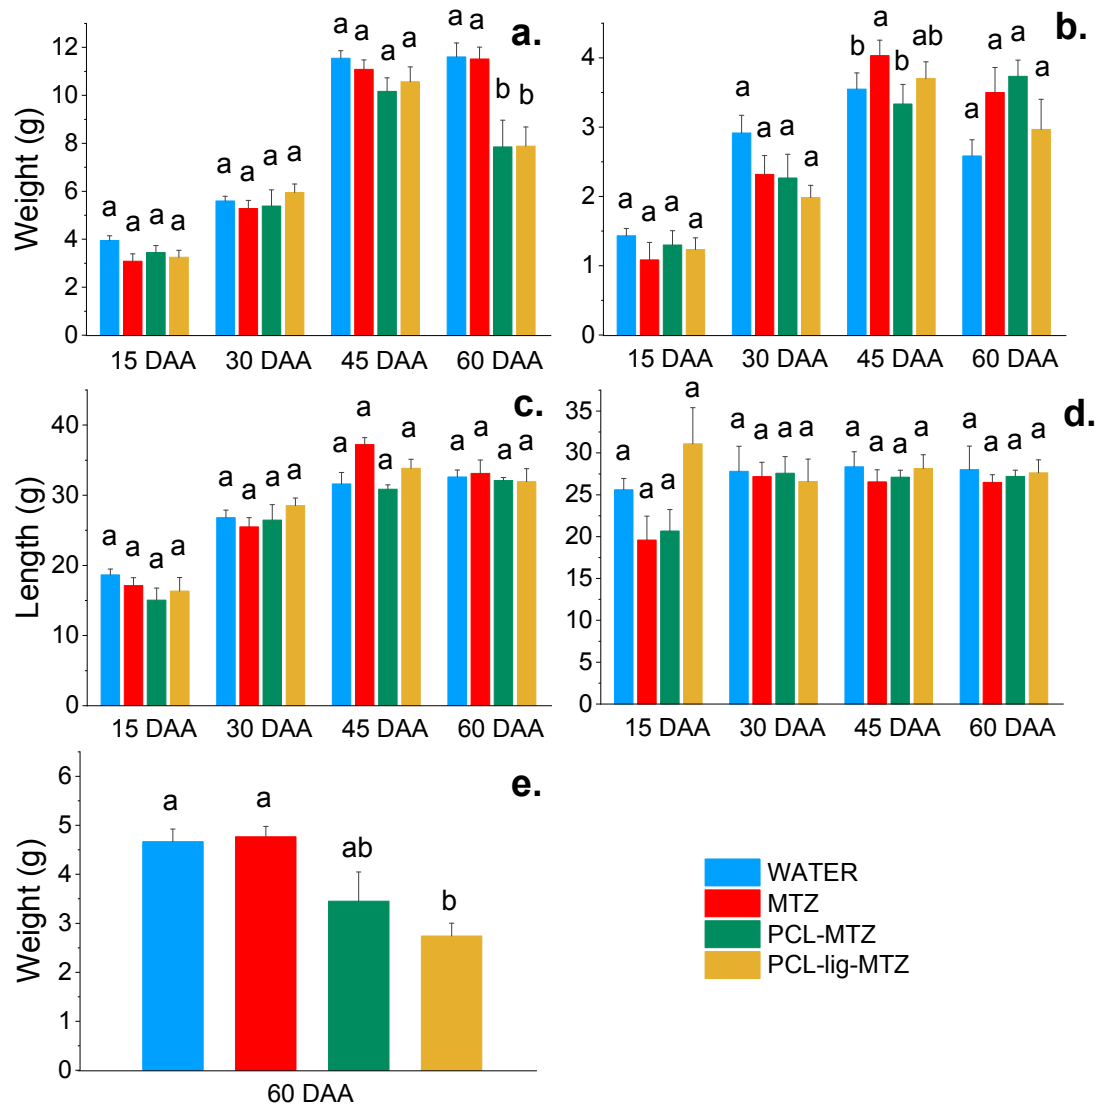 a.
a a a a
a a a a
a a a a
a a b b
Weight (g)
12
10
8
6
4
2
0
15 DAA 30 DAA 45 DAA 60 DAA
b.
a a a a
a a a a
b a b ab
a a a a
4
3
2
1
0
15 DAA 30 DAA 45 DAA 60 DAA
c.
a a a a
a a a a
a a a a
a a a a
Length (g)
40
30
20
10
0
15 DAA 30 DAA 45 DAA 60 DAA
d.
a a a a
a a a a
a a a a
a a a a
35
30
25
20
15
10
5
0
15 DAA 30 DAA 45 DAA 60 DAA
e.
a a ab b
Weight (g)
6
5
4
3
2
1
0
60 DAA
WATER
MTZ
PCL-MTZ
PCL-lig-MTZ